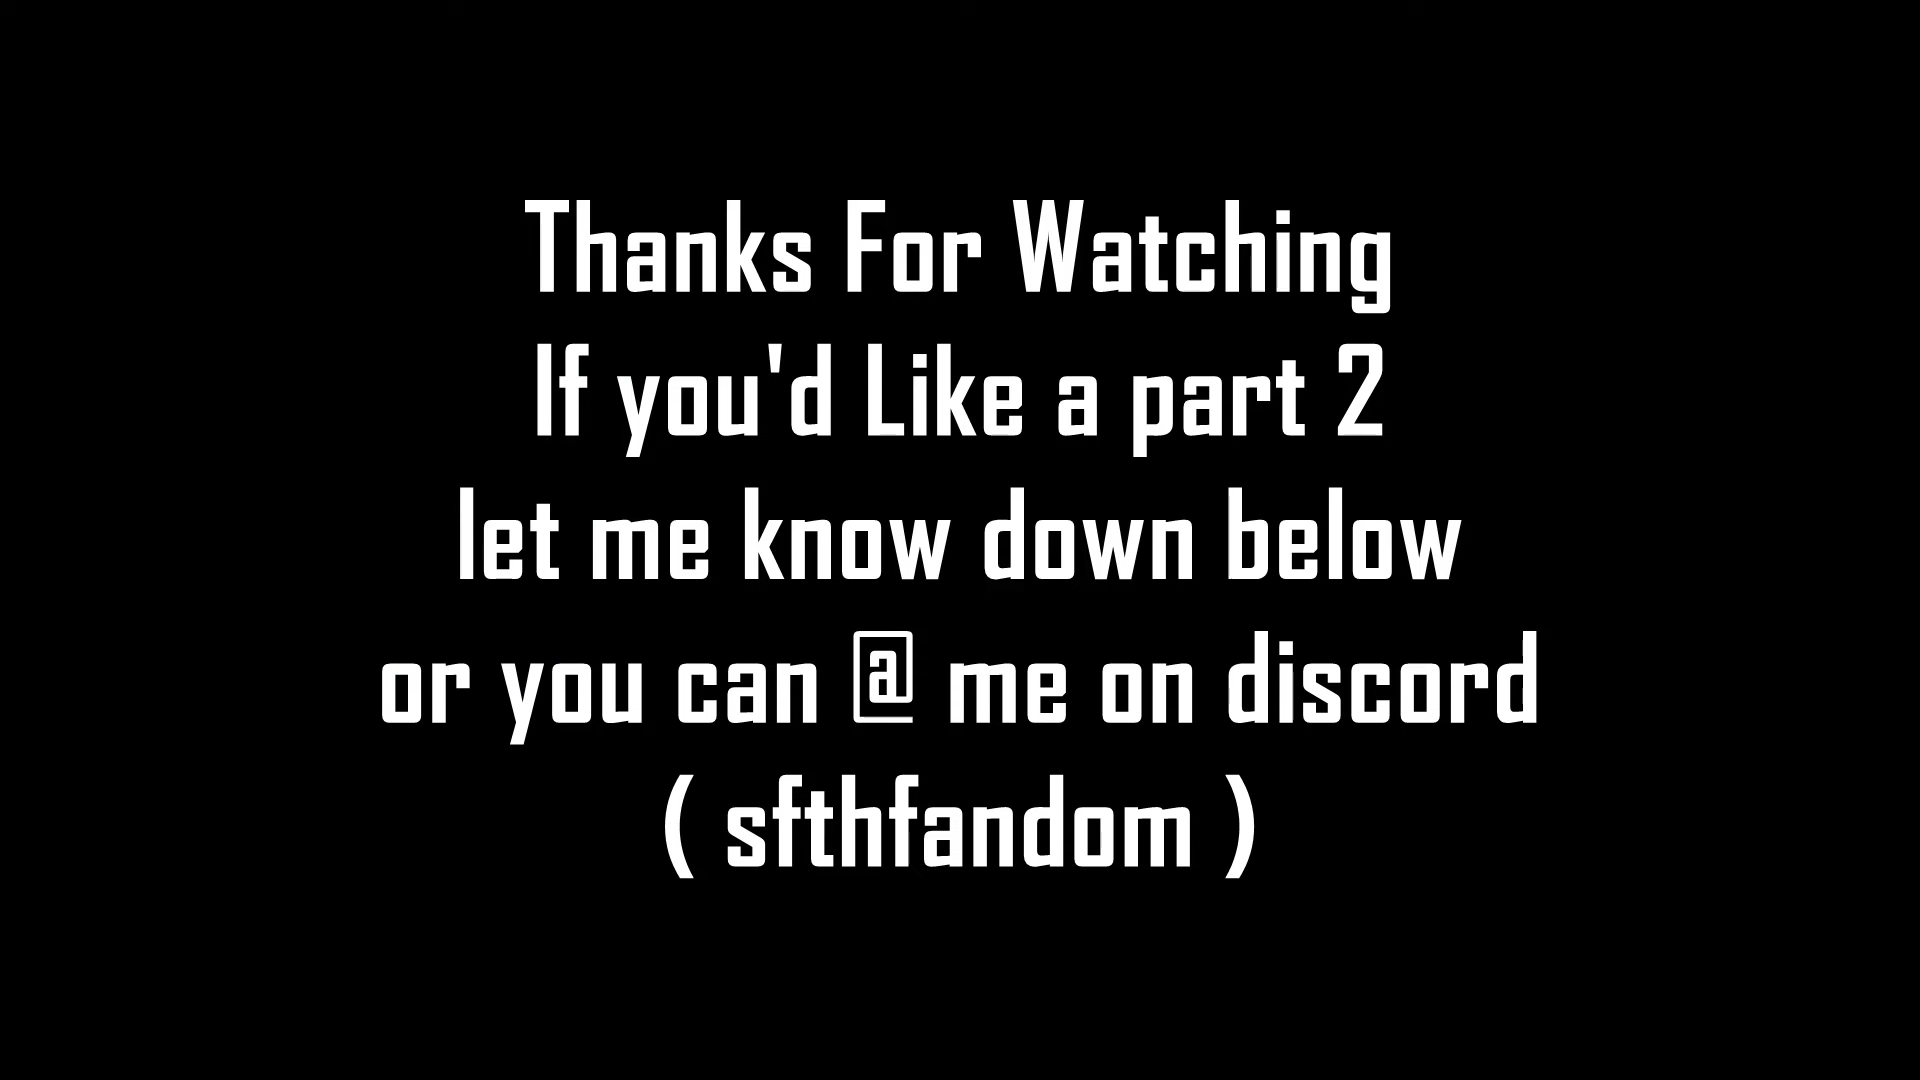 Thanks For Watching
If you'd Like a part 2
let me know down below
or you can @ me on discord
( sfthfandom )